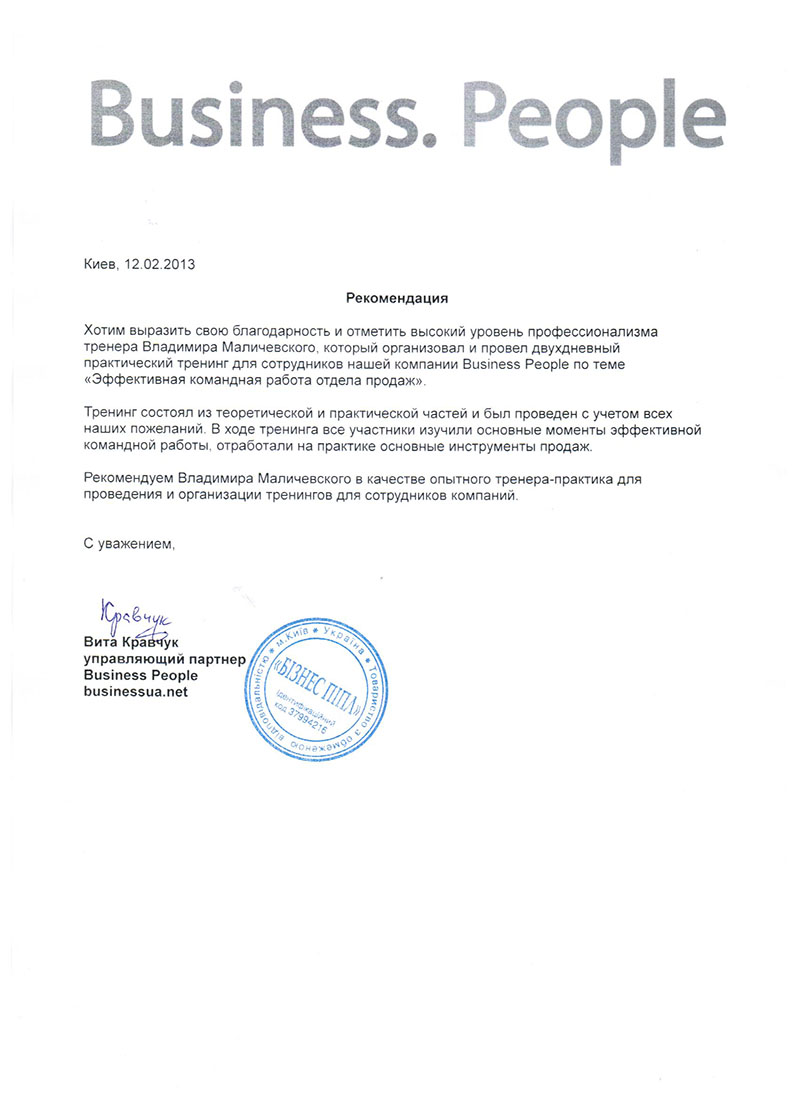 Business. People
Киев, 12.02.2013
Рекомендация
Хотим выразить свою благодарность и отметить высокий уровень профессионализма
тренера Владимира Маличевского, который организовал и провел двухдневный
практический тренинг для сотрудников нашей компании Business People по теме
«Эффективная командная работа отдела продаж».
Тренинг состоял из теоретической и практической частей и был проведен с учетом всех
наших пожеланий. В ходе тренинга все участники изучили основные моменты эффективной
командной работы, отработали на практике основные инструменты продаж.
Рекомендуем Владимира Маличевского в качестве опытного тренера-практика для
проведения и организации тренингов для сотрудников компаний.
С уважением,
Кравчук
Вита Кравчук
управляющий партнер
Business People
businessua.net
м.Київ * Україна * Товариство з обмеженою відповідальністю *
«БІЗНЕС ПІПЛ»
Ідентифікаційний
код 37994216